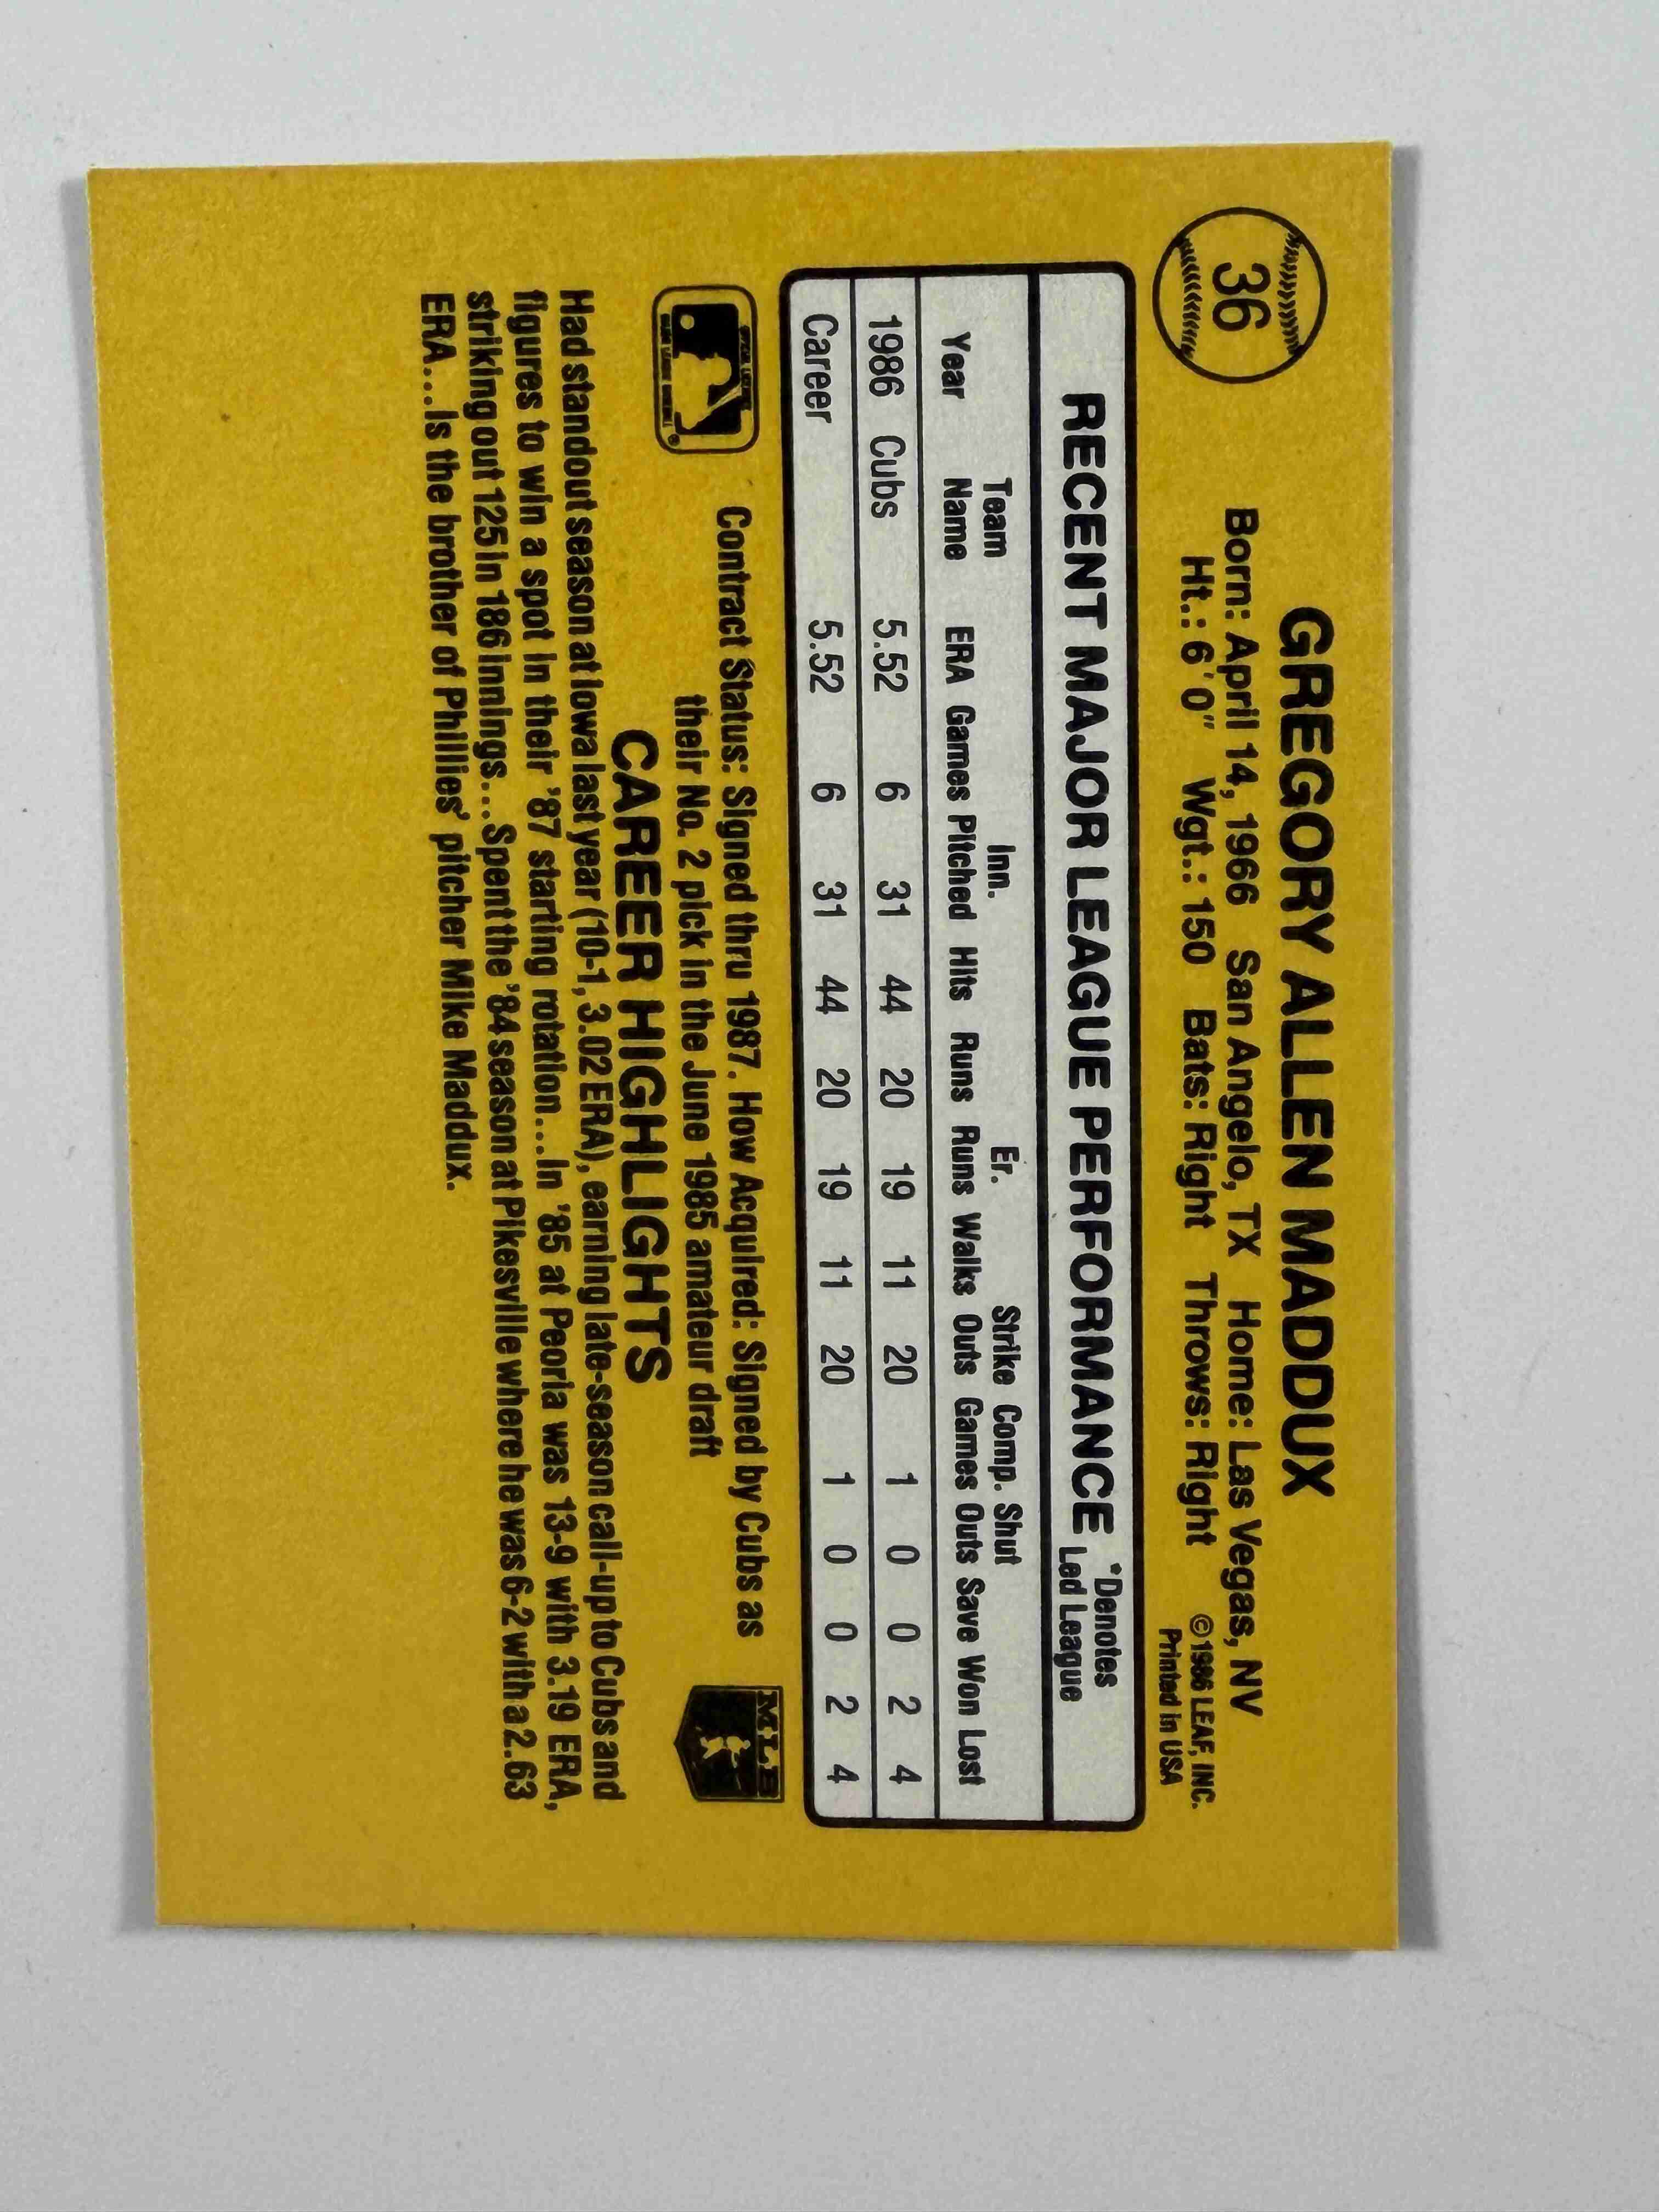 36
GREGORY ALLEN MADDUX
Born: April 14, 1966 San Angelo, TX Home: Las Vegas, NV
Ht.: 6'0" Wgt.: 150 Bats: Right Throws: Right
©1986 LEAF, INC.
Printed in USA
RECENT MAJOR LEAGUE PERFORMANCE *Denotes Led League
Team Inn. Er. Strike Comp. Shut
Year Name ERA Games Pitched Hits Runs Runs Walks Outs Games Outs Save Won Lost
1986 Cubs 5.52 6 31 44 20 19 11 20 1 0 0 2 4
Career 5.52 6 31 44 20 19 11 20 1 0 0 2 4
Contract Status: Signed thru 1987. How Acquired: Signed by Cubs as
their No. 2 pick in the June 1985 amateur draft
MLB
CAREER HIGHLIGHTS
Had standout season at Iowa last year (10-1, 3.02 ERA), earning late-season call-up to Cubs and
figures to win a spot in their '87 starting rotation...In '85 at Peoria was 13-9 with 3.19 ERA,
striking out 125 in 186 innings...Spent the '84 season at Pikesville where he was 6-2 with a 2.63
ERA...Is the brother of Phillies' pitcher Mike Maddux.